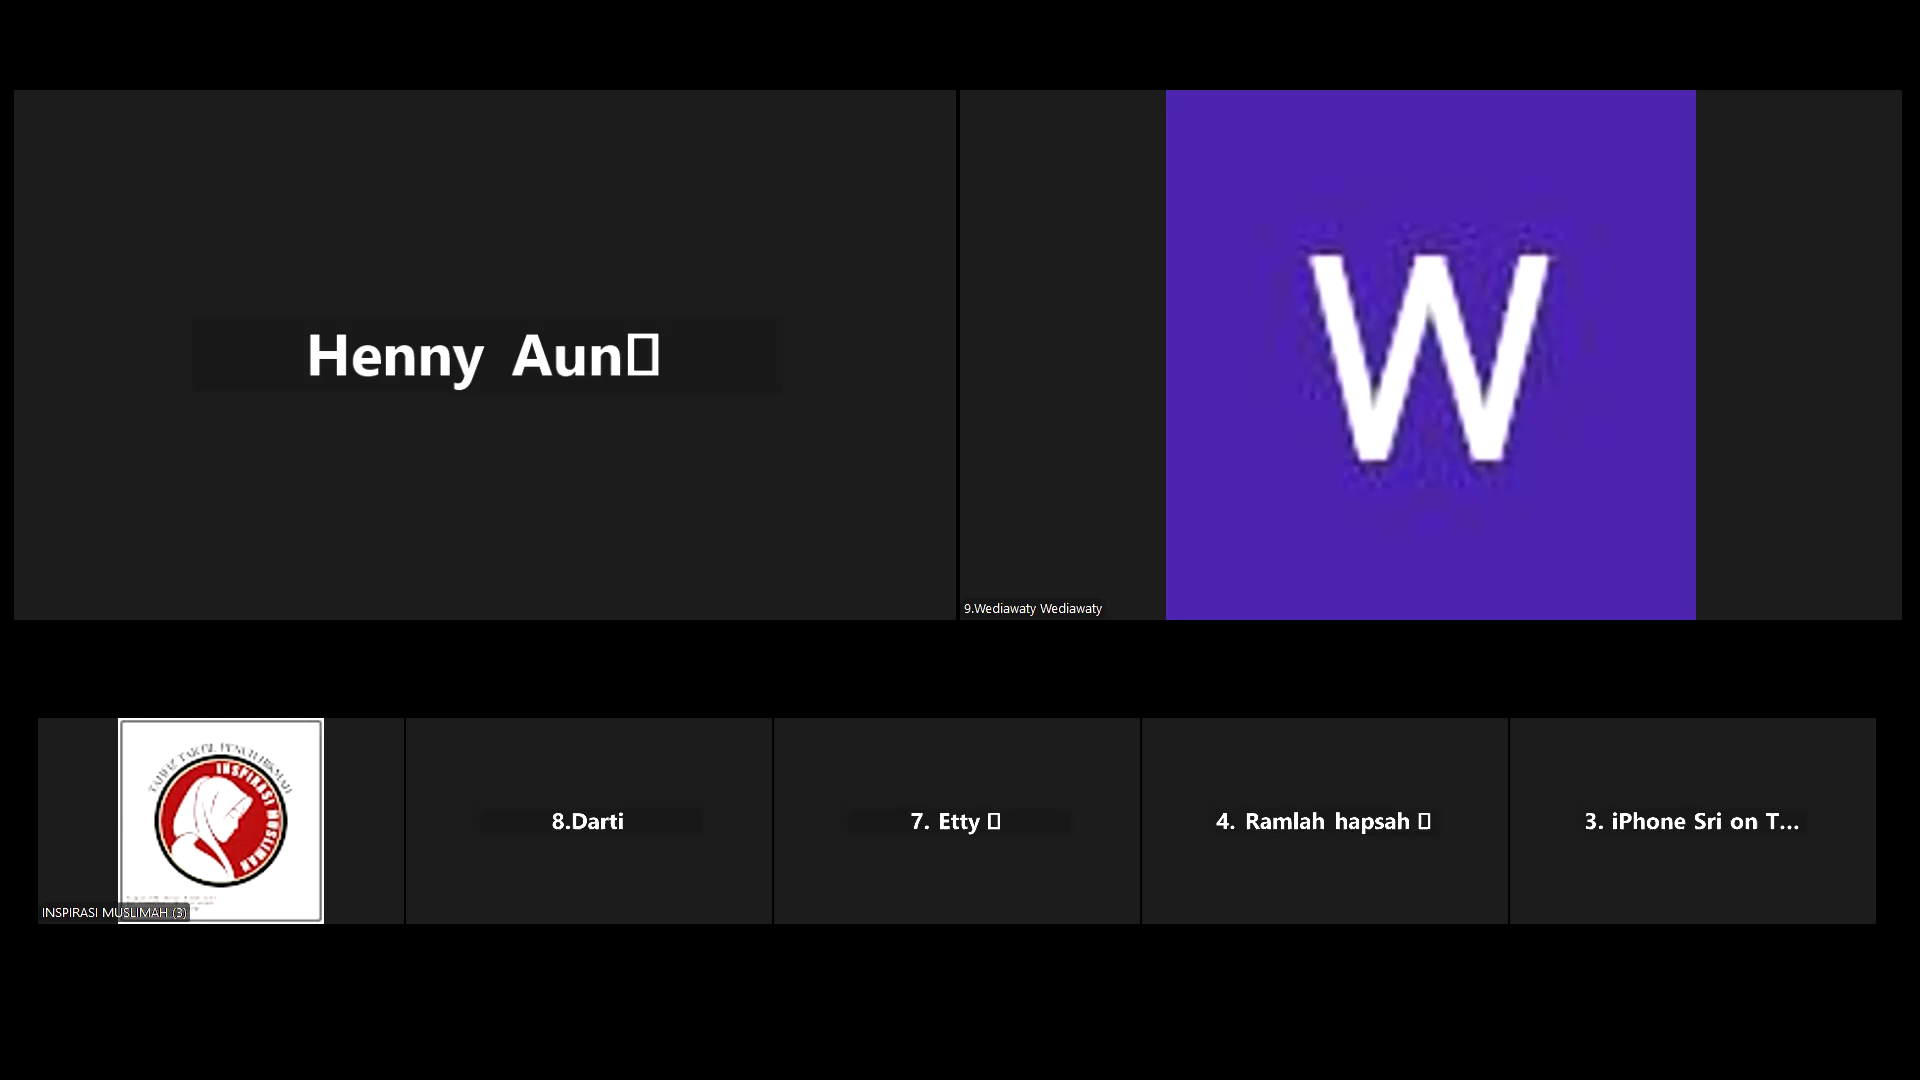 Henny Aun▯
W
9.Wediawaty Wediawaty
INSPIRASI MUSLIMAH
INSPIRASI MUSLIMAH (3)
8.Darti
7. Etty ▯
4. Ramlah hapsah ▯
3. iPhone Sri on T...